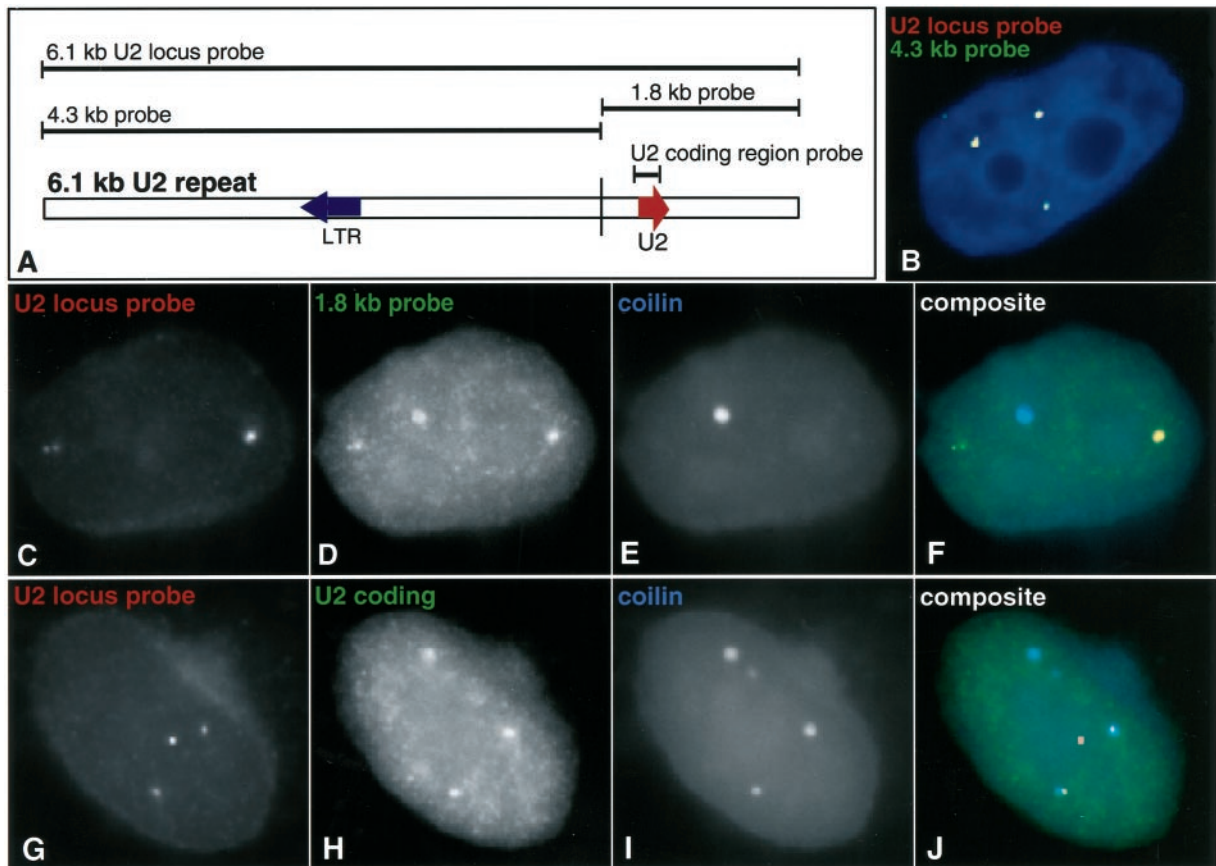 6.1 kb U2 locus probe
1.8 kb probe
4.3 kb probe
U2 coding region probe
6.1 kb U2 repeat
LTR
U2
A
U2 locus probe
4.3 kb probe
B
U2 locus probe
1.8 kb probe
coilin
composite
C
D
E
F
U2 locus probe
U2 coding
coilin
composite
G
H
I
J